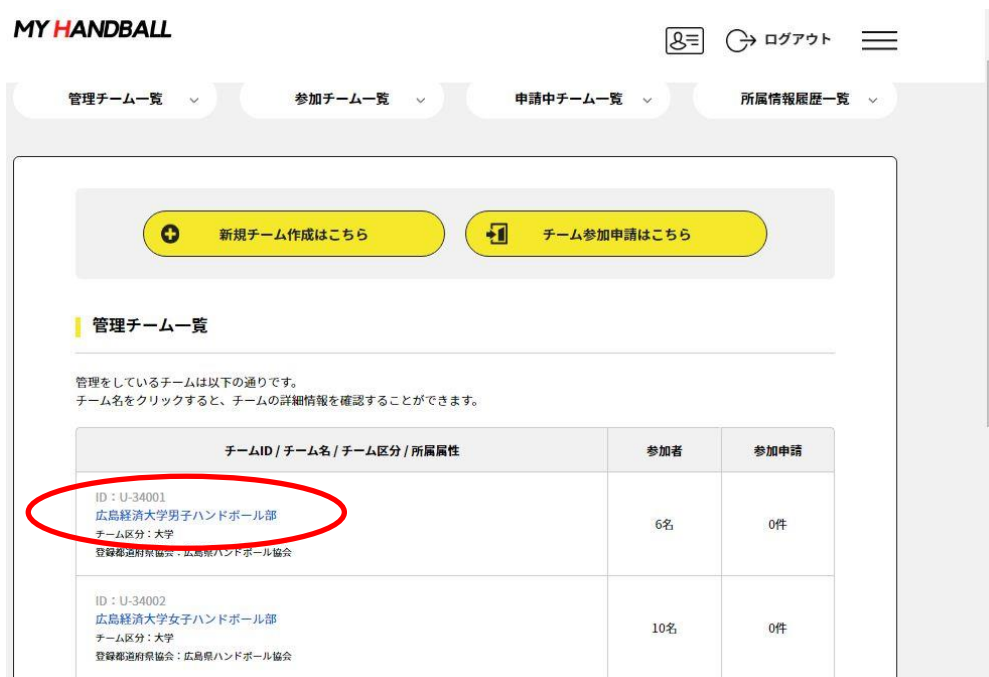 MY HANDBALL
ログアウト
管理チーム一覧
参加チーム一覧
申請中チーム一覧
所属情報履歴一覧
新規チーム作成はこちら
チーム参加申請はこちら
管理チーム一覧
管理をしているチームは以下の通りです。
チーム名をクリックすると、チームの詳細情報を確認することができます。
チームID / チーム名 / チーム区分 / 所属属性
参加者
参加申請
ID：U-34001
広島経済大学男子ハンドボール部
チーム区分：大学
登録都道府県協会：広島県ハンドボール協会
6名
0件
ID：U-34002
広島経済大学女子ハンドボール部
チーム区分：大学
登録都道府県協会：広島県ハンドボール協会
10名
0件